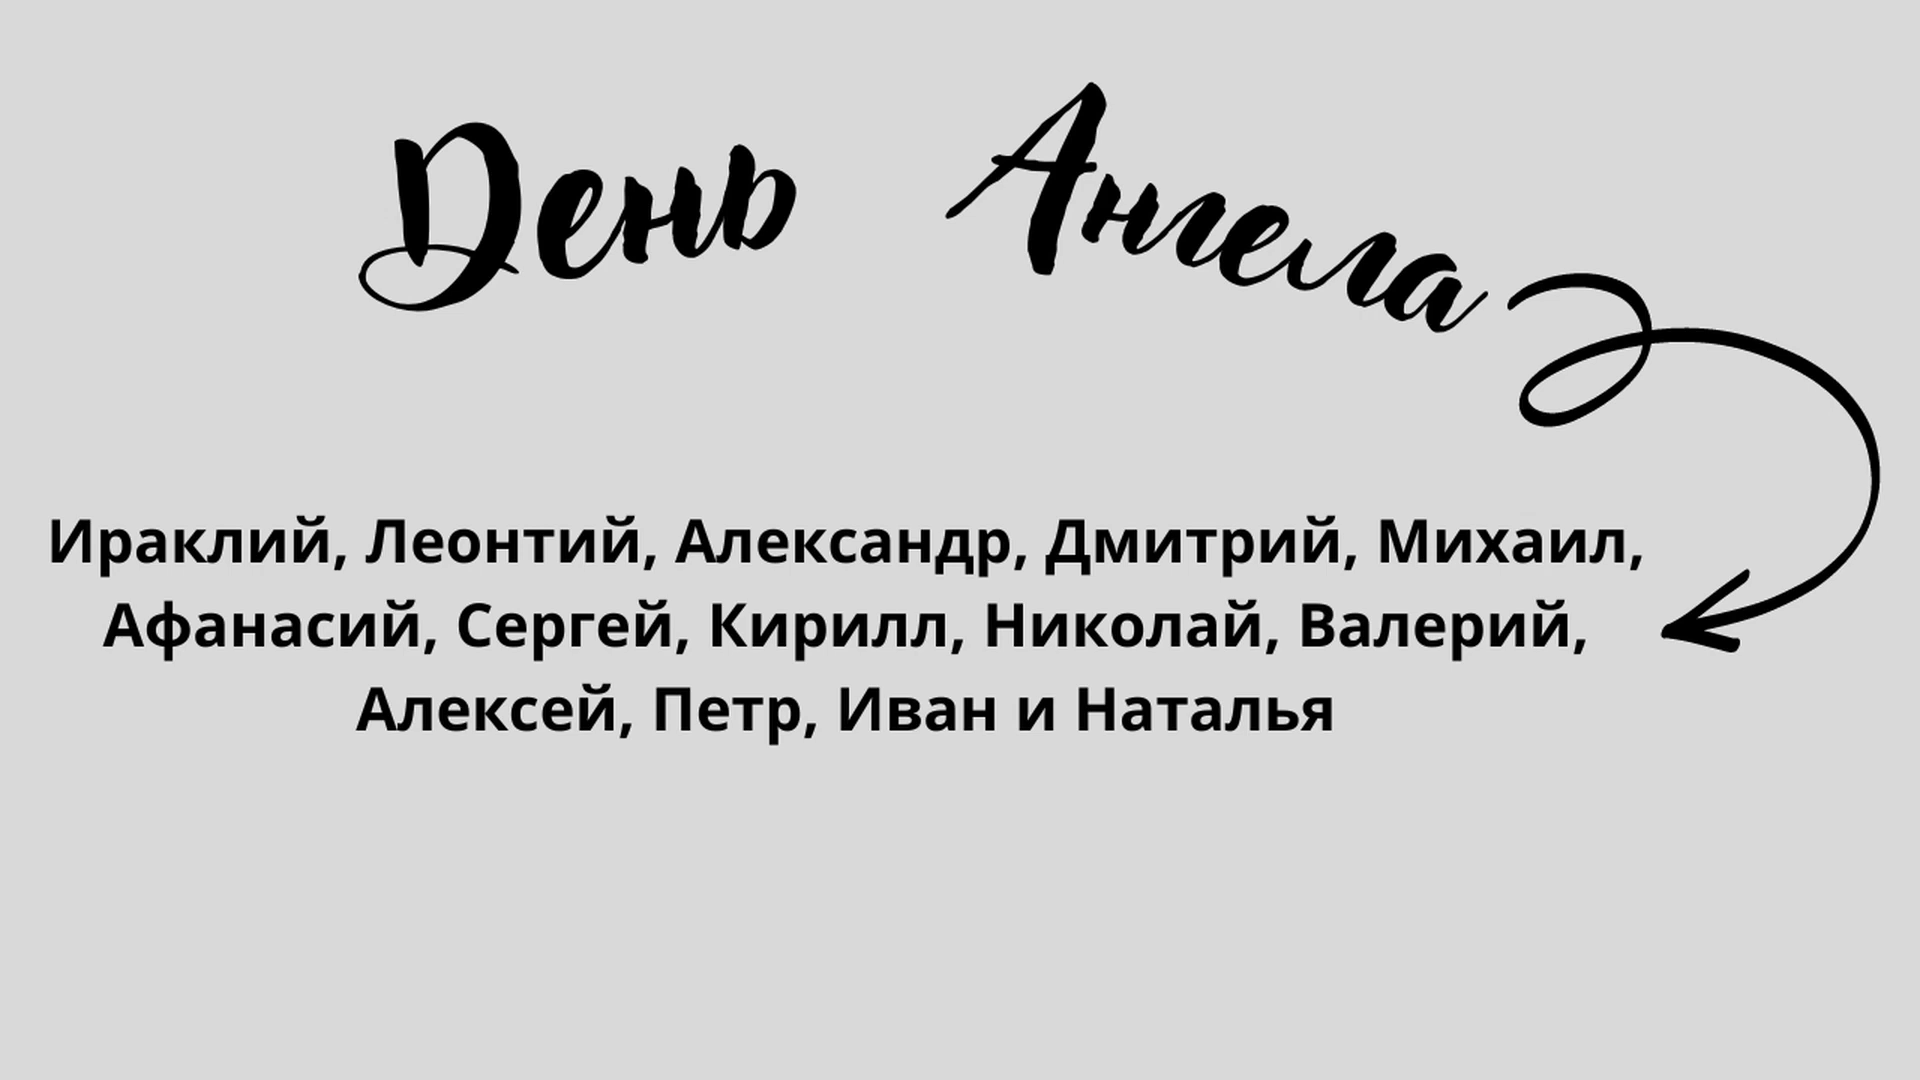 День Ангела
Ираклий, Леонтий, Александр, Дмитрий, Михаил,
Афанасий, Сергей, Кирилл, Николай, Валерий,
Алексей, Петр, Иван и Наталья